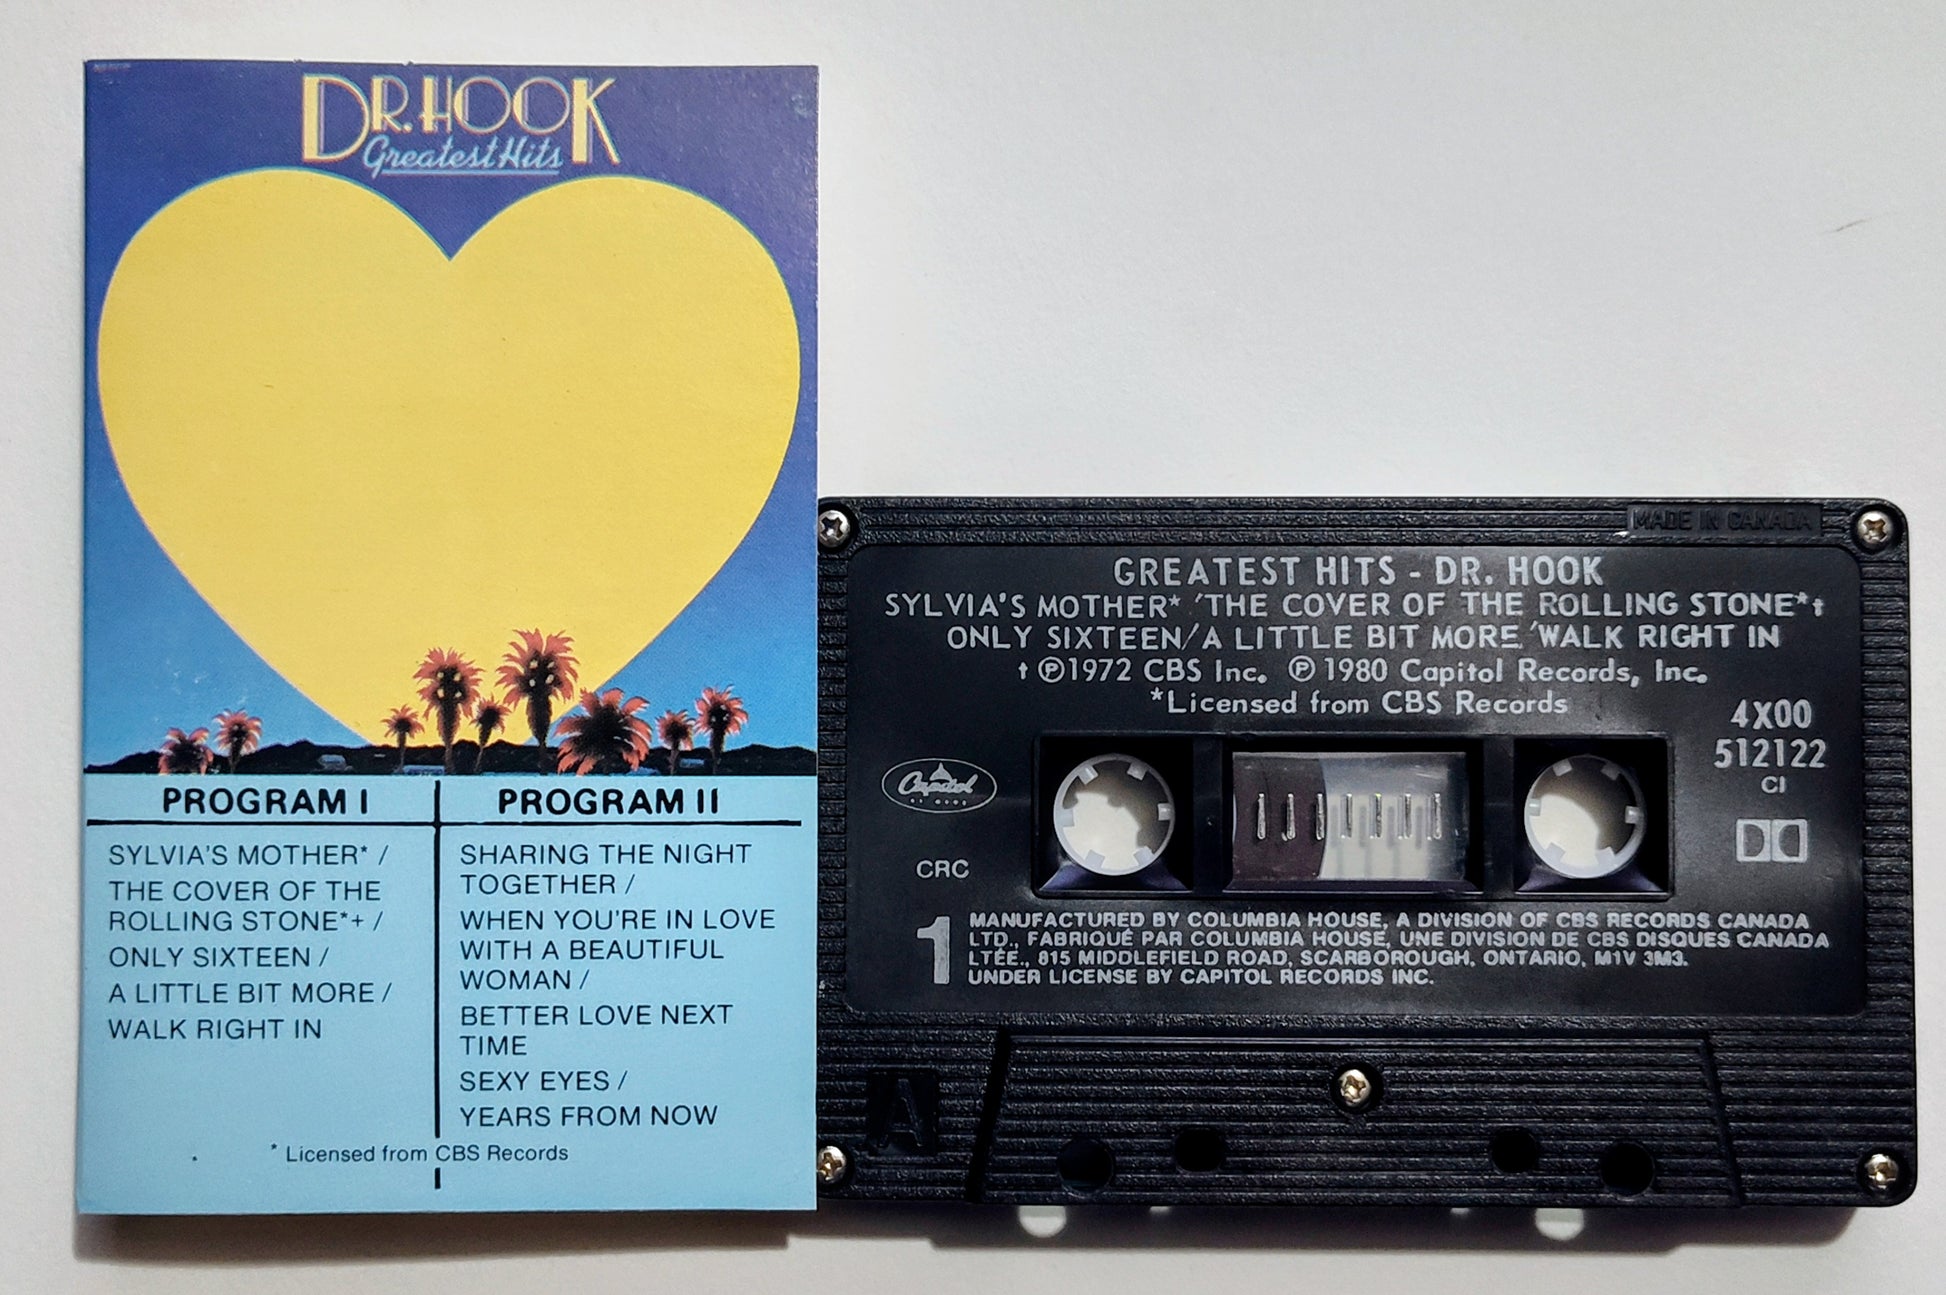 DR. HOOK
Greatest Hits
PROGRAM I
SYLVIA'S MOTHER* /
THE COVER OF THE
ROLLING STONE*+ /
ONLY SIXTEEN /
A LITTLE BIT MORE /
WALK RIGHT IN
PROGRAM II
SHARING THE NIGHT
TOGETHER /
WHEN YOU'RE IN LOVE
WITH A BEAUTIFUL
WOMAN /
BETTER LOVE NEXT
TIME
SEXY EYES /
YEARS FROM NOW
* Licensed from CBS Records
MADE IN CANADA
GREATEST HITS - DR. HOOK
SYLVIA'S MOTHER* ′THE COVER OF THE ROLLING STONE*†
ONLY SIXTEEN/A LITTLE BIT MORE ′WALK RIGHT IN
† ℗1972 CBS Inc. ℗ 1980 Capitol Records, Inc.
*Licensed from CBS Records
4X00
512122
CI
Capitol
CRC
1
MANUFACTURED BY COLUMBIA HOUSE, A DIVISION OF CBS RECORDS CANADA
LTD., FABRIQUÉ PAR COLUMBIA HOUSE, UNE DIVISION DE CBS DISQUES CANADA
LTÉE., 815 MIDDLEFIELD ROAD, SCARBOROUGH, ONTARIO, M1V 3M3.
UNDER LICENSE BY CAPITOL RECORDS INC.
A